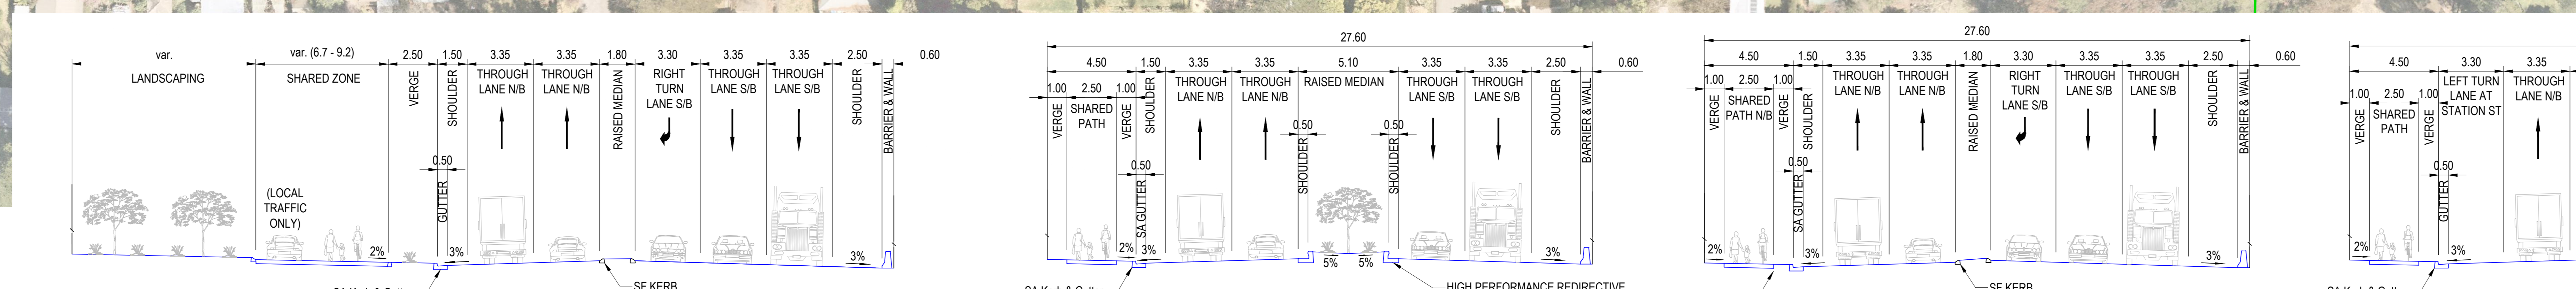 var.
var. (6.7 - 9.2)
2.50
1.50
3.35
3.35
1.80
3.30
3.35
3.35
2.50
0.60
LANDSCAPING
SHARED ZONE
VERGE
SHOULDER
THROUGH
LANE N/B
THROUGH
LANE N/B
RAISED MEDIAN
RIGHT
TURN
LANE S/B
THROUGH
LANE S/B
THROUGH
LANE S/B
SHOULDER
BARRIER & WALL
0.50
GUTTER
(LOCAL
TRAFFIC
ONLY)
2%
3%
3%
SF KERB
27.60
4.50
1.50
3.35
3.35
5.10
3.35
3.35
2.50
0.60
1.00
2.50
1.00
VERGE
SHARED
PATH
VERGE
SHOULDER
THROUGH
LANE N/B
THROUGH
LANE N/B
RAISED MEDIAN
THROUGH
LANE S/B
THROUGH
LANE S/B
SHOULDER
BARRIER & WALL
0.50
0.50
SHOULDER
SHOULDER
0.50
SA GUTTER
2%
3%
5%
5%
3%
HIGH PERFORMANCE REDIRECTIVE
27.60
4.50
1.50
3.35
3.35
1.80
3.30
3.35
3.35
2.50
0.60
1.00
2.50
1.00
VERGE
SHARED
PATH N/B
VERGE
SHOULDER
THROUGH
LANE N/B
THROUGH
LANE N/B
RAISED MEDIAN
RIGHT
TURN
LANE S/B
THROUGH
LANE S/B
THROUGH
LANE S/B
SHOULDER
BARRIER & WALL
0.50
SA GUTTER
2%
3%
3%
SF KERB
4.50
3.30
3.35
1.00
2.50
1.00
VERGE
SHARED
PATH
VERGE
LEFT TURN
LANE AT
STATION ST
THROUGH
LANE N/B
0.50
GUTTER
2%
3%